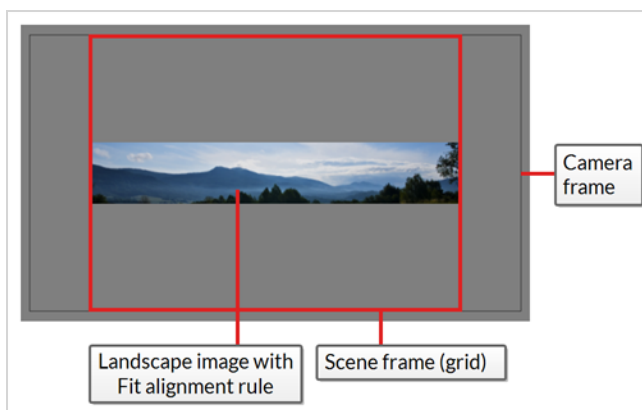 Camera
frame
Landscape image with
Fit alignment rule
Scene frame (grid)